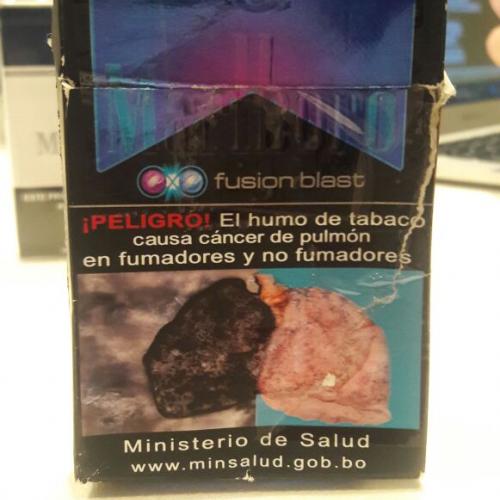 Marlboro
fusion blast
¡PELIGRO! El humo de tabaco
causa cáncer de pulmón
en fumadores y no fumadores
Ministerio de Salud
www.minsalud.gob.bo